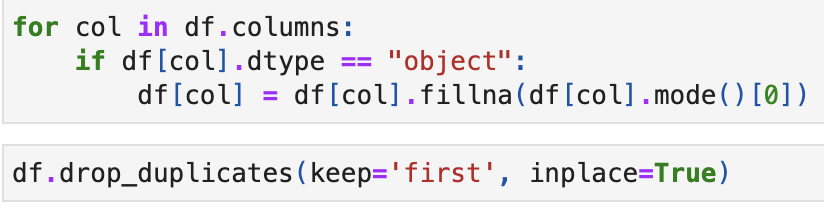 for col in df.columns:
    if df[col].dtype == "object":
        df[col] = df[col].fillna(df[col].mode()[0])
df.drop_duplicates(keep='first', inplace=True)